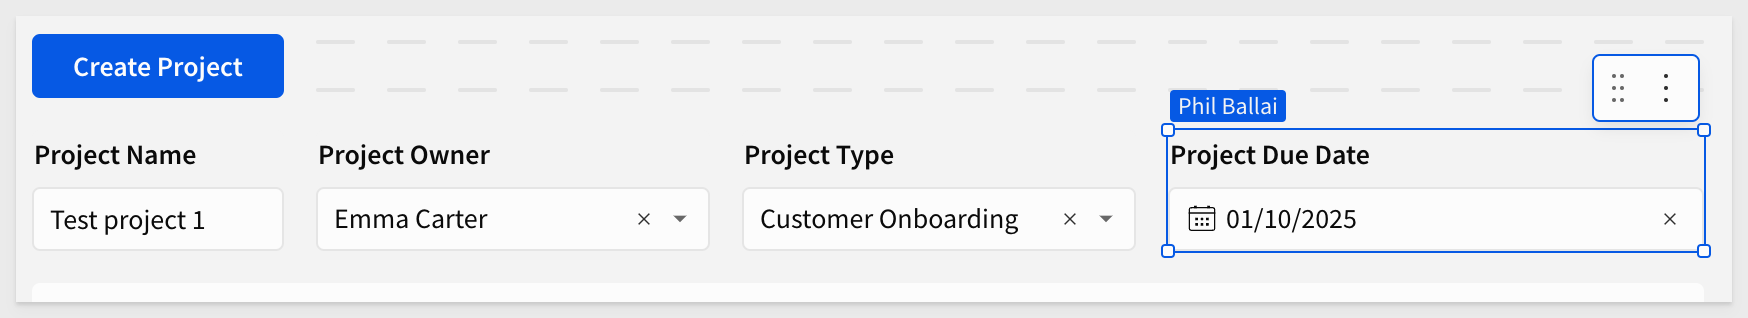 Create Project
Phil Ballai
Project Name
Project Owner
Project Type
Project Due Date
Test project 1
Emma Carter
Customer Onboarding
01/10/2025